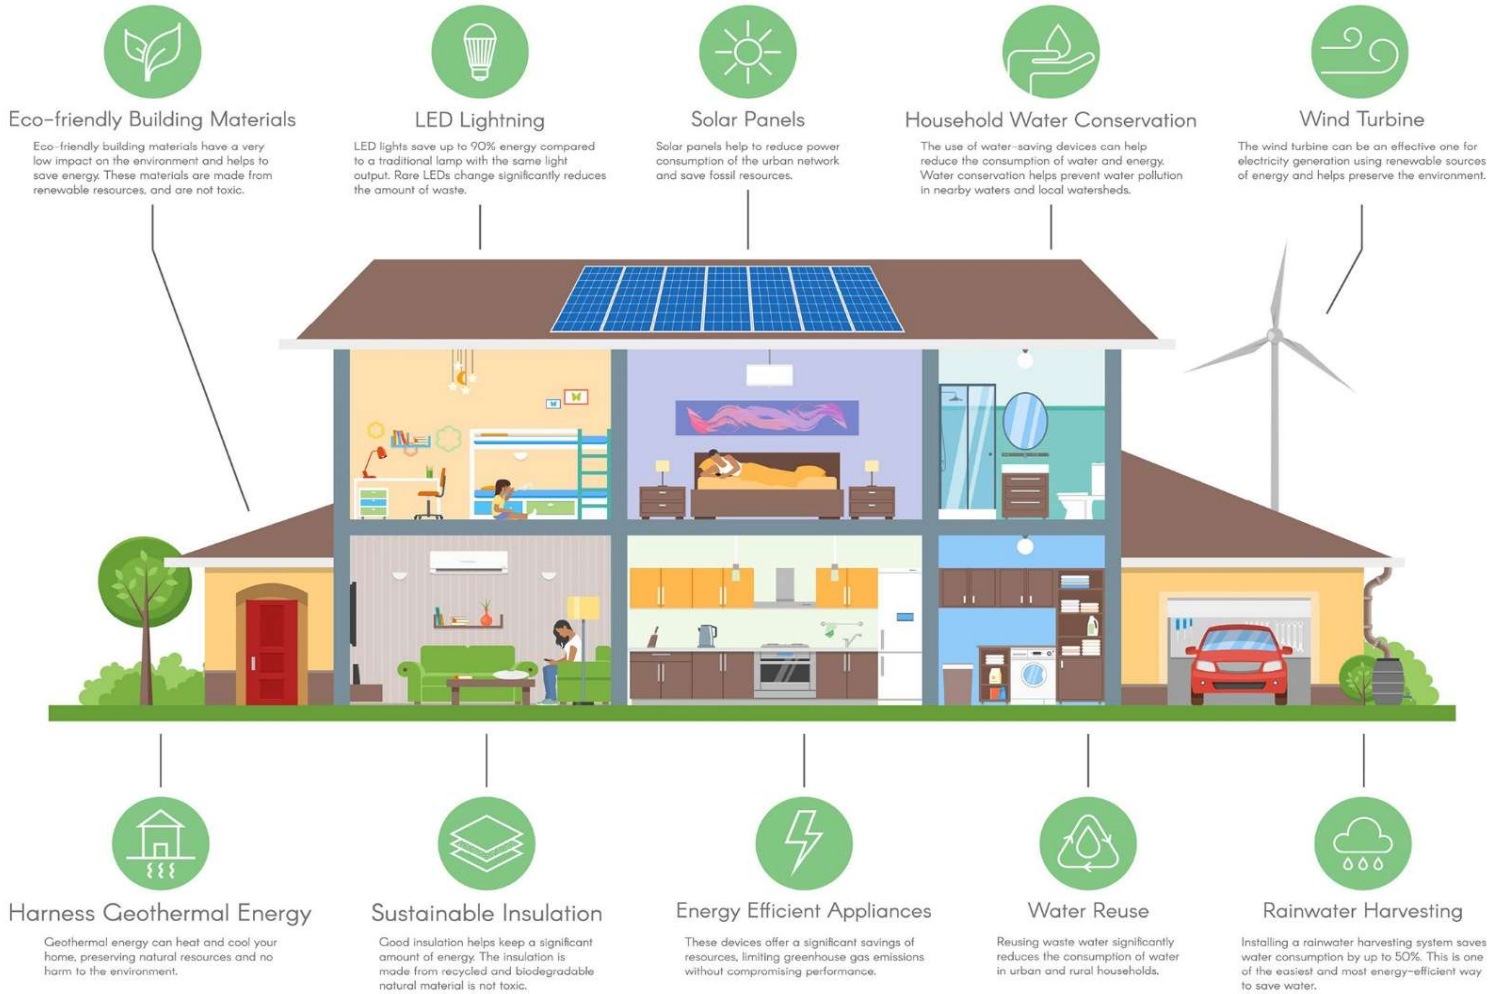 Eco-friendly Building Materials
Eco-friendly building materials have a very
low impact on the environment and helps to
save energy. These materials are made from
renewable resources, and are not toxic.
LED Lightning
LED lights save up to 90% energy compared
to a traditional lamp with the same light
output. Rare LEDs change significantly reduces
the amount of waste.
Solar Panels
Solar panels help to reduce power
consumption of the urban network
and save fossil resources.
Household Water Conservation
The use of water-saving devices can help
reduce the consumption of water and energy.
Water conservation helps prevent water pollution
in nearby waters and local watersheds.
Wind Turbine
The wind turbine can be an effective one for
electricity generation using renewable sources
of energy and helps preserve the environment.
Harness Geothermal Energy
Geothermal energy can heat and cool your
home, preserving natural resources and no
harm to the environment.
Sustainable Insulation
Good insulation helps keep a significant
amount of energy. The insulation is
made from recycled and biodegradable
natural material is not toxic.
Energy Efficient Appliances
These devices offer a significant savings of
resources, limiting greenhouse gas emissions
without compromising performance.
Water Reuse
Reusing waste water significantly
reduces the consumption of water
in urban and rural households.
Rainwater Harvesting
Installing a rainwater harvesting system saves
water consumption by up to 50%. This is one
of the easiest and most energy-efficient way
to save water.